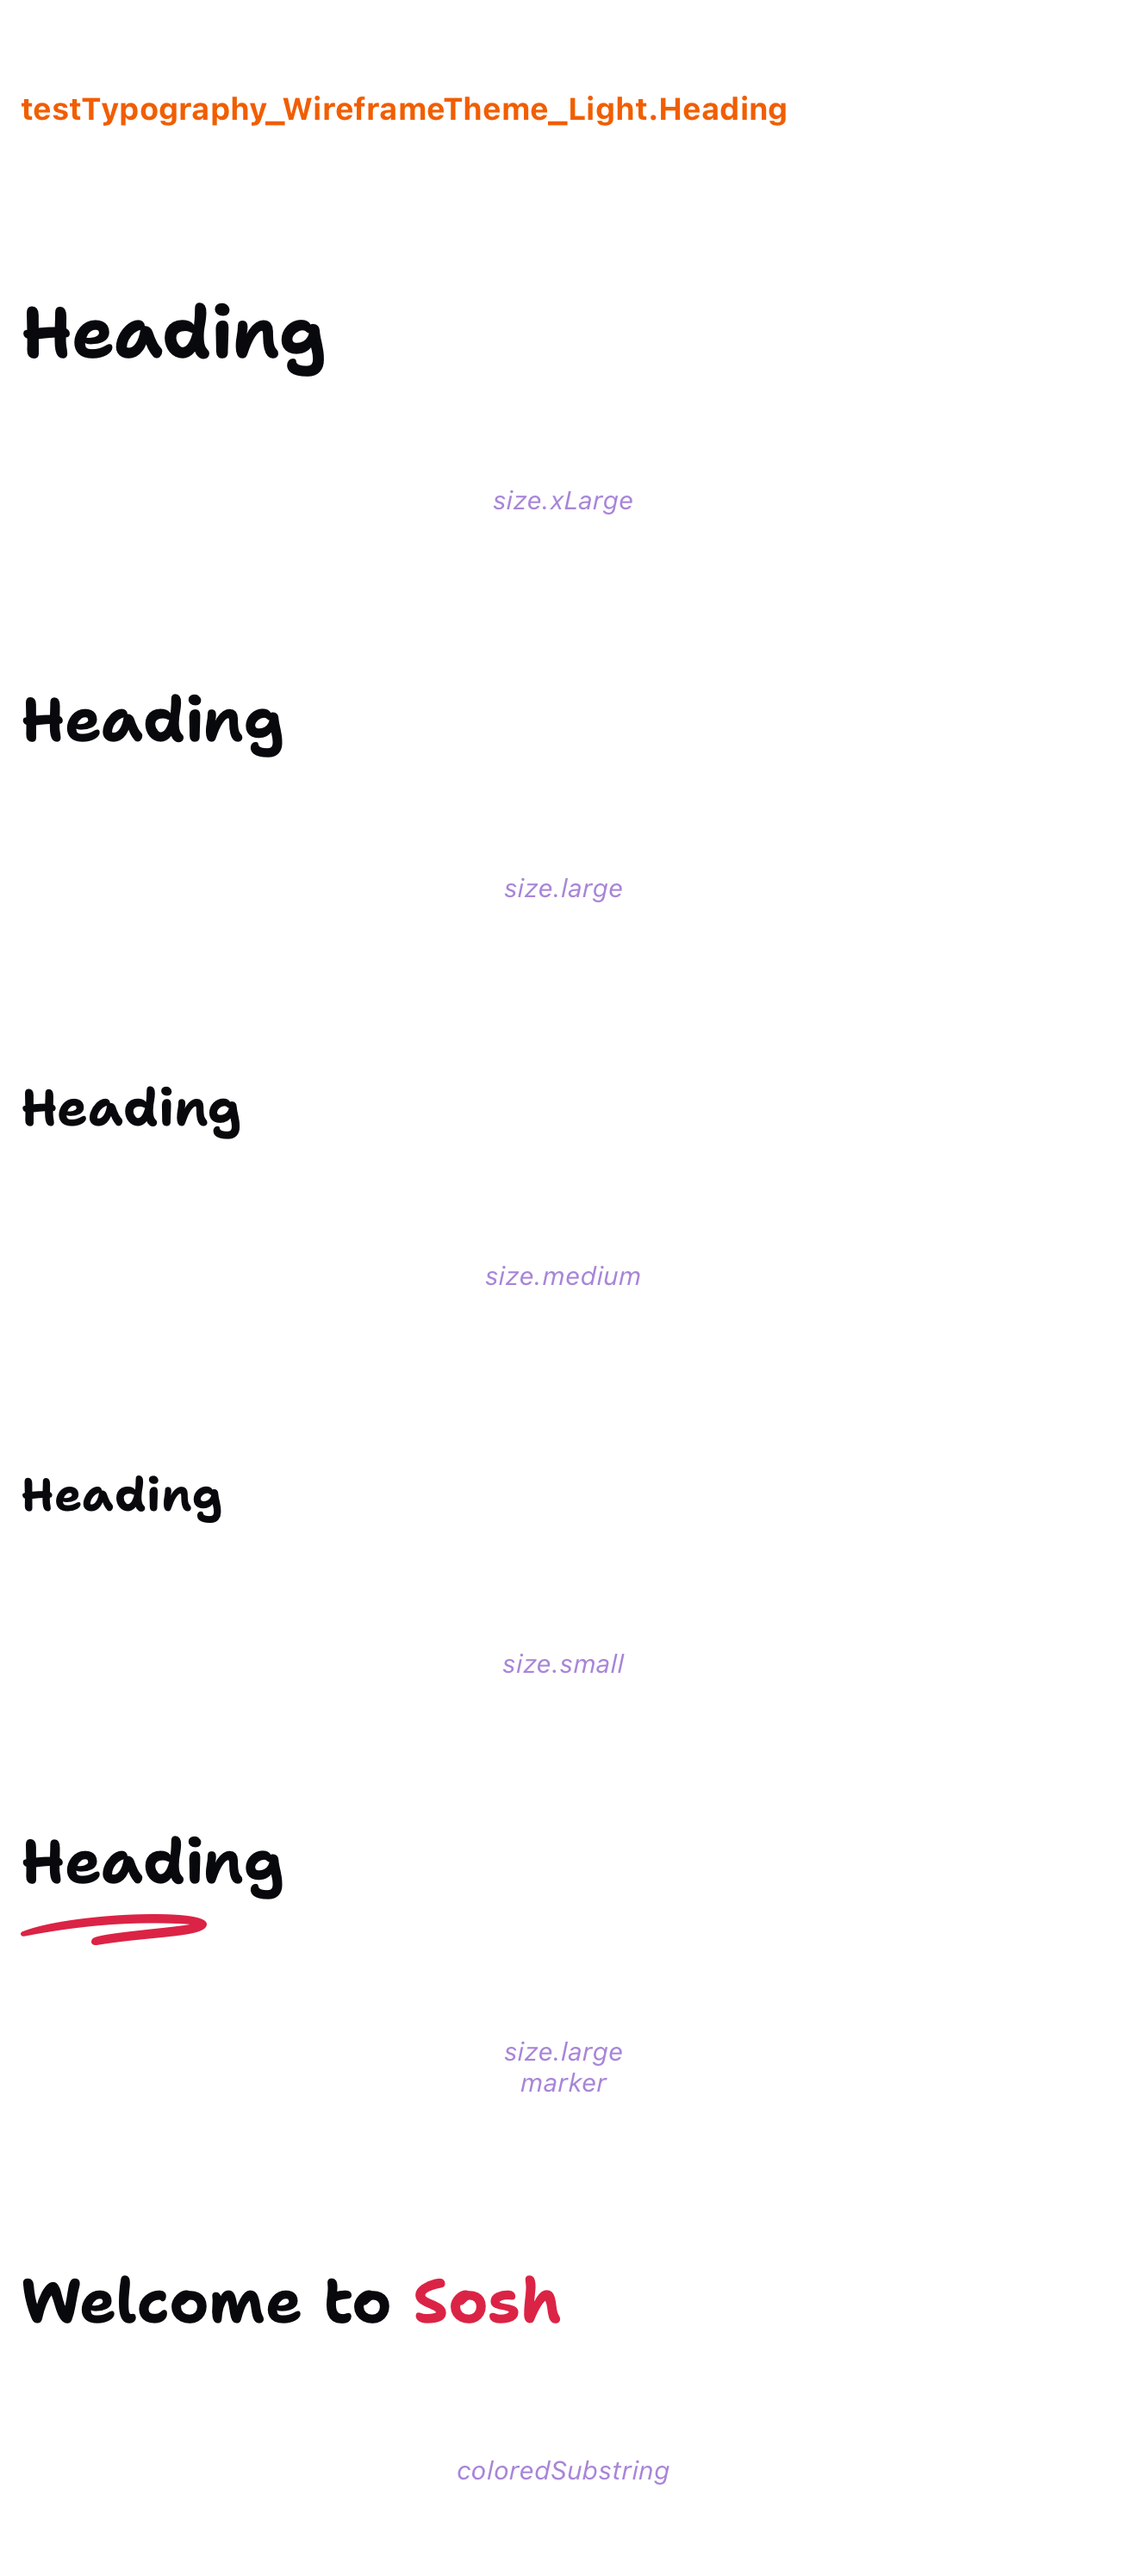 testTypography_WireframeTheme_Light.Heading
Heading
size.xLarge
Heading
size.large
Heading
size.medium
Heading
size.small
Heading
size.large
marker
Welcome to Sosh
coloredSubstring